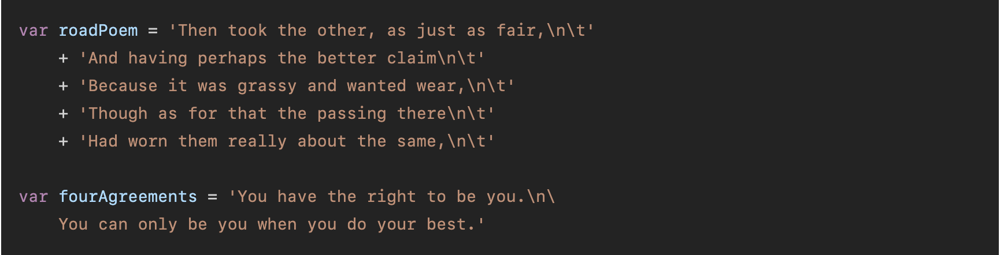 var roadPoem = 'Then took the other, as just as fair,\n\t'
    + 'And having perhaps the better claim\n\t'
    + 'Because it was grassy and wanted wear,\n\t'
    + 'Though as for that the passing there\n\t'
    + 'Had worn them really about the same,\n\t'

var fourAgreements = 'You have the right to be you.\n\
    You can only be you when you do your best.'